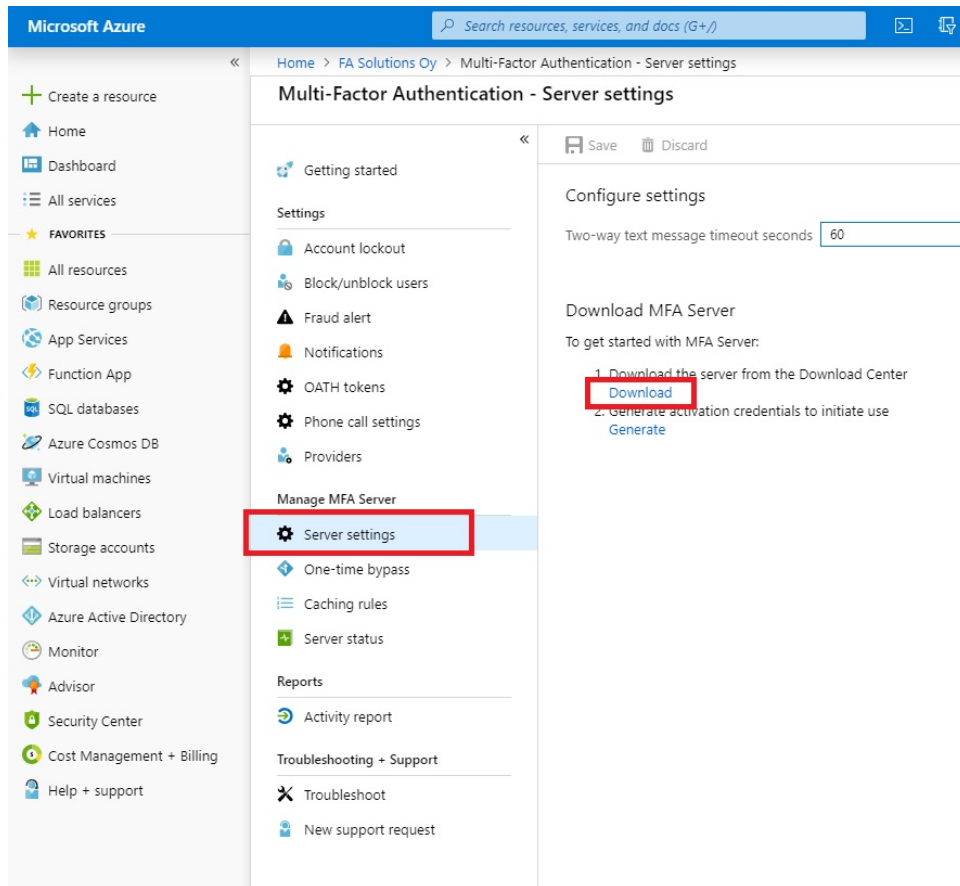 Microsoft Azure
Search resources, services, and docs (G+/)
Home > FA Solutions Oy > Multi-Factor Authentication - Server settings
Multi-Factor Authentication - Server settings
Create a resource
Home
Dashboard
All services
FAVORITES
All resources
Resource groups
App Services
Function App
SQL databases
Azure Cosmos DB
Virtual machines
Load balancers
Storage accounts
Virtual networks
Azure Active Directory
Monitor
Advisor
Security Center
Cost Management + Billing
Help + support
Getting started
Settings
Account lockout
Block/unblock users
Fraud alert
Notifications
OATH tokens
Phone call settings
Providers
Manage MFA Server
Server settings
One-time bypass
Caching rules
Server status
Reports
Activity report
Troubleshooting + Support
Troubleshoot
New support request
Save Discard
Configure settings
Two-way text message timeout seconds 60
Download MFA Server
To get started with MFA Server:
1. Download the server from the Download Center
Download
2. Generate activation credentials to initiate use
Generate